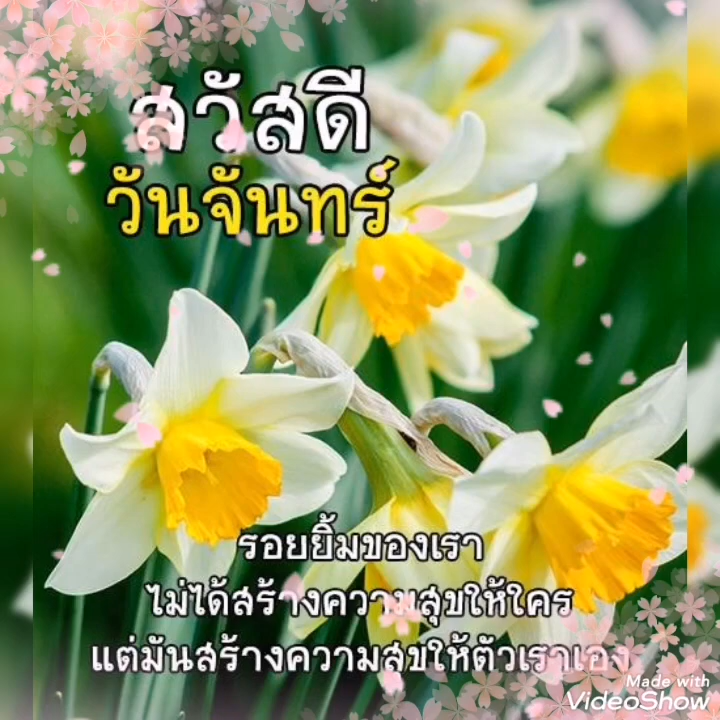 สวัสดี
วันจันทร์
รอยยิ้มของเรา
ไม่ได้สร้างความสุขให้ใคร
แต่มันสร้างความสุขให้ตัวเราเอง
Made with
VideoShow